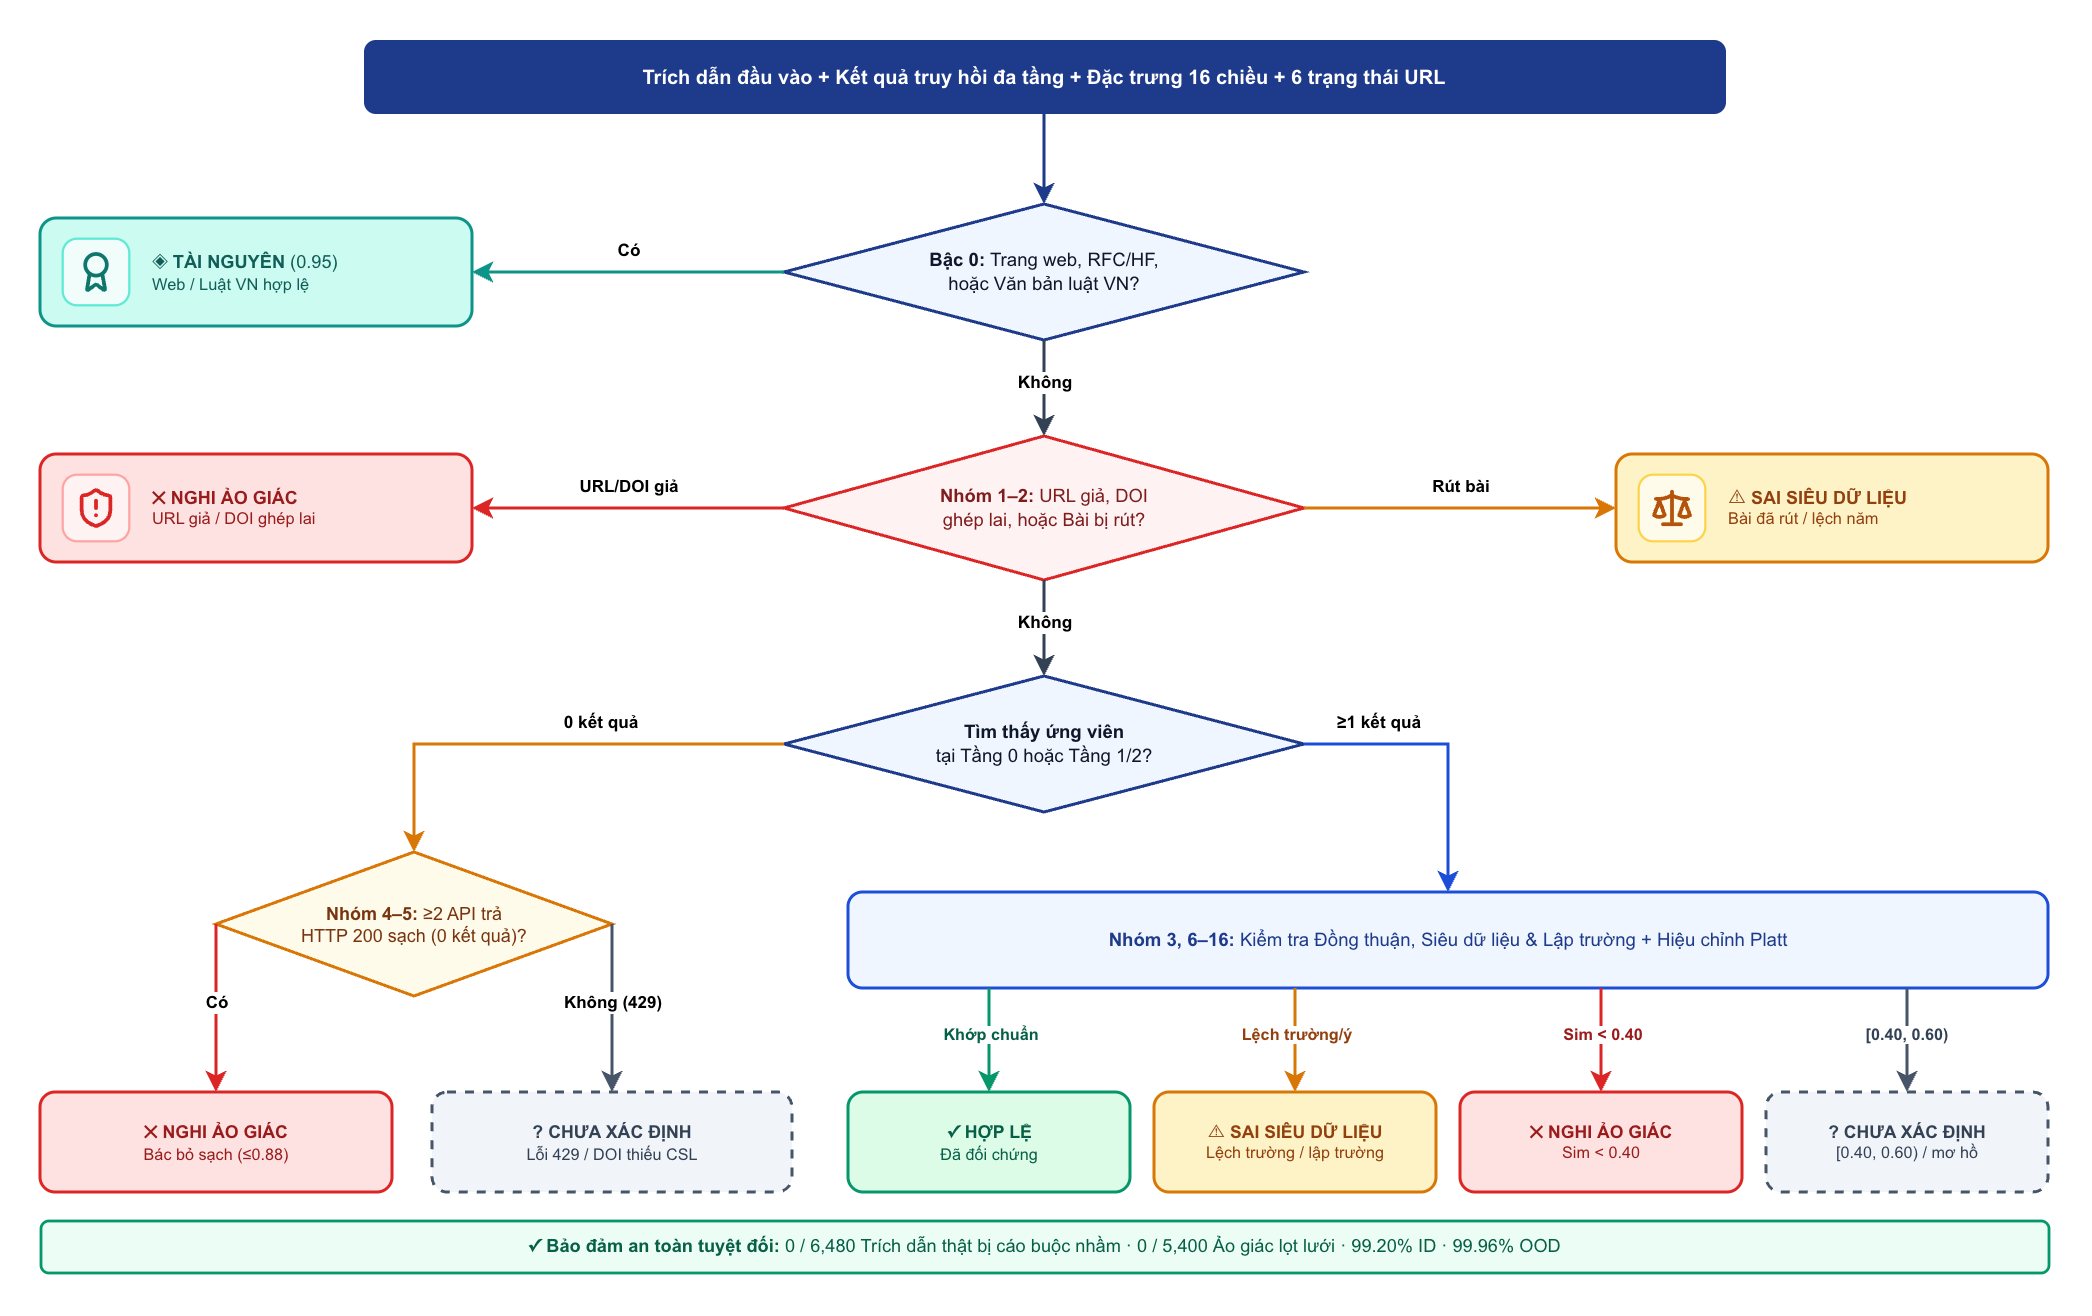 Trích dẫn đầu vào + Kết quả truy hồi đa tầng + Đặc trưng 16 chiều + 6 trạng thái URL
Có
◈ TÀI NGUYÊN (0.95)
Web / Luật VN hợp lệ
Bậc 0: Trang web, RFC/HF,
hoặc Văn bản luật VN?
Không
URL/DOI giả
Rút bài
✕ NGHI ẢO GIÁC
URL giả / DOI ghép lai
Nhóm 1–2: URL giả, DOI
ghép lai, hoặc Bài bị rút?
⚠ SAI SIÊU DỮ LIỆU
Bài đã rút / lệch năm
Không
0 kết quả
≥1 kết quả
Tìm thấy ứng viên
tại Tầng 0 hoặc Tầng 1/2?
Nhóm 4–5: ≥2 API trả
HTTP 200 sạch (0 kết quả)?
Nhóm 3, 6–16: Kiểm tra Đồng thuận, Siêu dữ liệu & Lập trường + Hiệu chỉnh Platt
Có
Không (429)
Khớp chuẩn
Lệch trường/ý
Sim < 0.40
[0.40, 0.60)
✕ NGHI ẢO GIÁC
Bác bỏ sạch (≤0.88)
? CHƯA XÁC ĐỊNH
Lỗi 429 / DOI thiếu CSL
✓ HỢP LỆ
Đã đối chứng
⚠ SAI SIÊU DỮ LIỆU
Lệch trường / lập trường
✕ NGHI ẢO GIÁC
Sim < 0.40
? CHƯA XÁC ĐỊNH
[0.40, 0.60) / mơ hồ
✓ Bảo đảm an toàn tuyệt đối: 0 / 6,480 Trích dẫn thật bị cáo buộc nhầm · 0 / 5,400 Ảo giác lọt lưới · 99.20% ID · 99.96% OOD